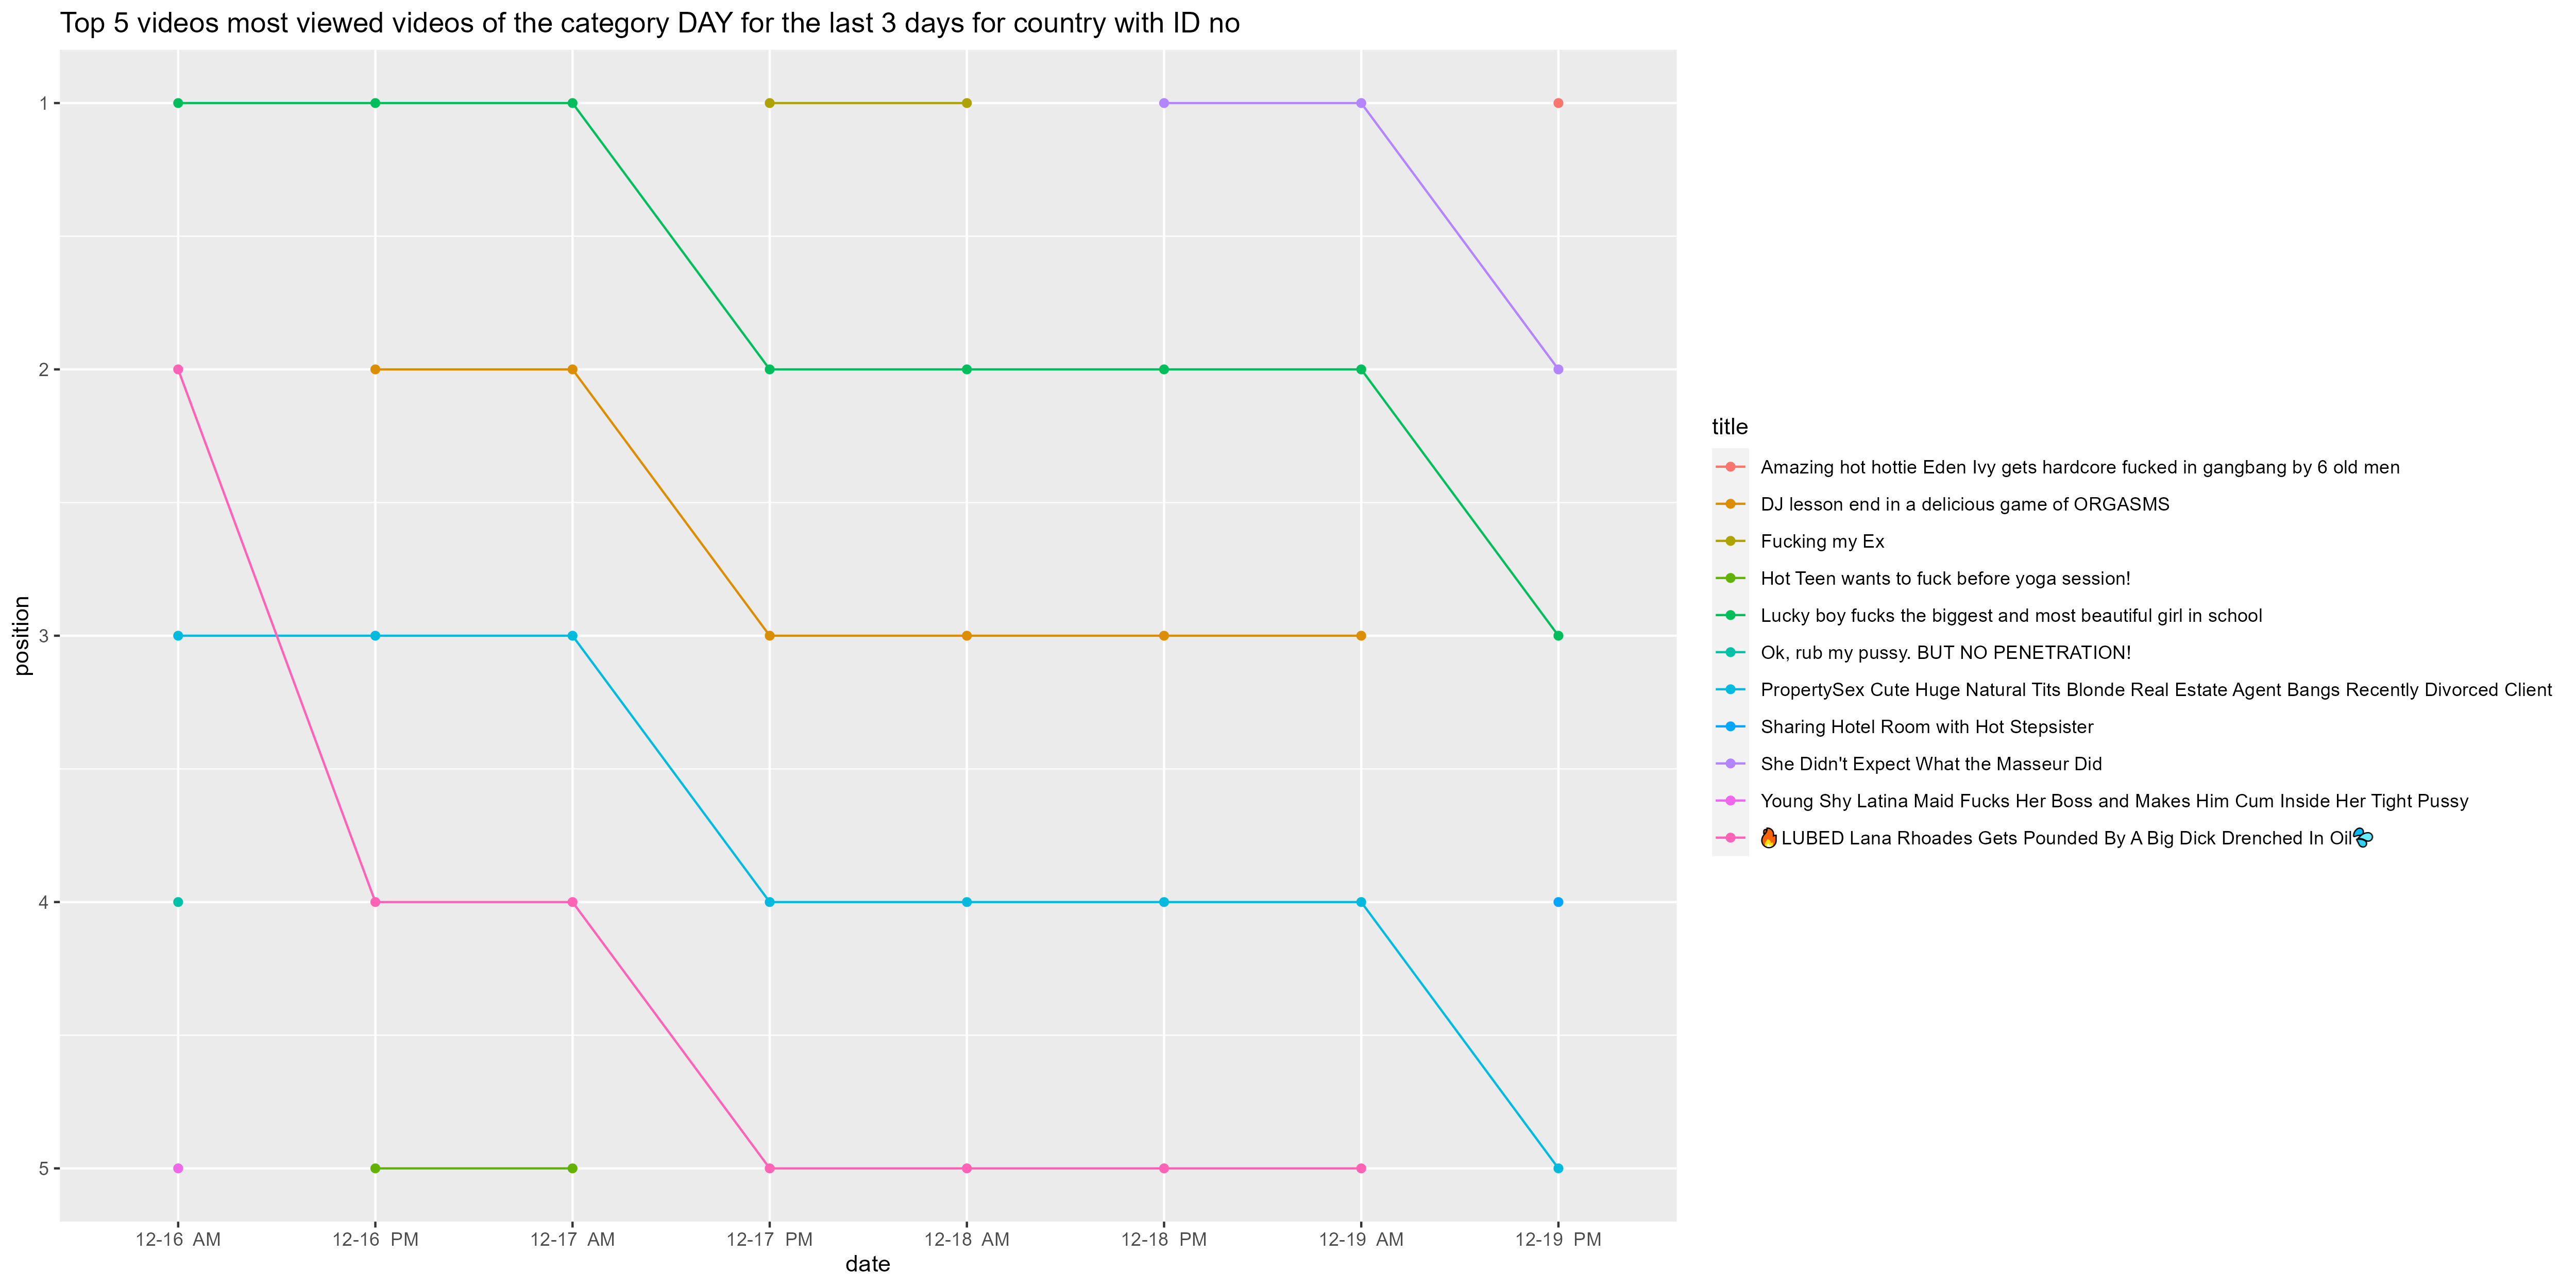 Top 5 videos most viewed videos of the category DAY for the last 3 days for country with ID no
position
1
2
3
4
5
12-16 AM
12-16 PM
12-17 AM
12-17 PM
12-18 AM
12-18 PM
12-19 AM
12-19 PM
date
title
Amazing hot hottie Eden Ivy gets hardcore fucked in gangbang by 6 old men
DJ lesson end in a delicious game of ORGASMS
Fucking my Ex
Hot Teen wants to fuck before yoga session!
Lucky boy fucks the biggest and most beautiful girl in school
Ok, rub my pussy. BUT NO PENETRATION!
PropertySex Cute Huge Natural Tits Blonde Real Estate Agent Bangs Recently Divorced Client
Sharing Hotel Room with Hot Stepsister
She Didn't Expect What the Masseur Did
Young Shy Latina Maid Fucks Her Boss and Makes Him Cum Inside Her Tight Pussy
🔥LUBED Lana Rhoades Gets Pounded By A Big Dick Drenched In Oil💦